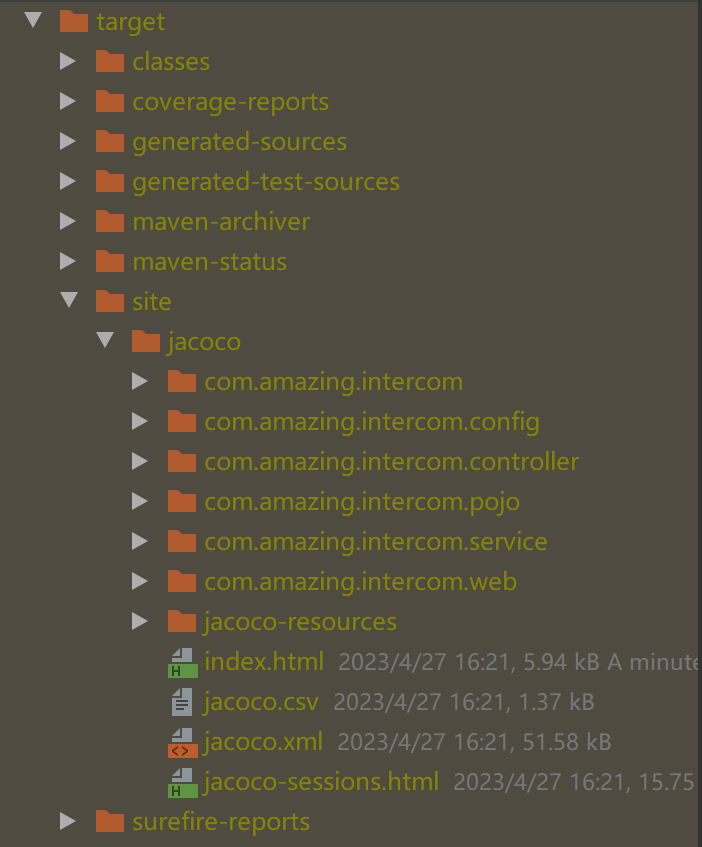 target
classes
coverage-reports
generated-sources
generated-test-sources
maven-archiver
maven-status
site
jacoco
com.amazing.intercom
com.amazing.intercom.config
com.amazing.intercom.controller
com.amazing.intercom.pojo
com.amazing.intercom.service
com.amazing.intercom.web
jacoco-resources
index.html 2023/4/27 16:21, 5.94 kB A minute
jacoco.csv 2023/4/27 16:21, 1.37 kB
jacoco.xml 2023/4/27 16:21, 51.58 kB
jacoco-sessions.html 2023/4/27 16:21, 15.75
surefire-reports